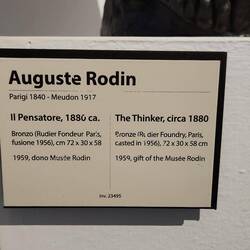 Auguste Rodin
Parigi 1840 - Meudon 1917
Il Pensatore, 1880 ca.
Bronzo (Rudier Fondeur Paris,
fusione 1956), cm 72 x 30 x 58
1959, dono Musée Rodin
The Thinker, circa 1880
Bronze (Rudier Foundry, Paris,
casted in 1956), 72 x 30 x 58 cm
1959, gift of the Musée Rodin
Inv. 23495